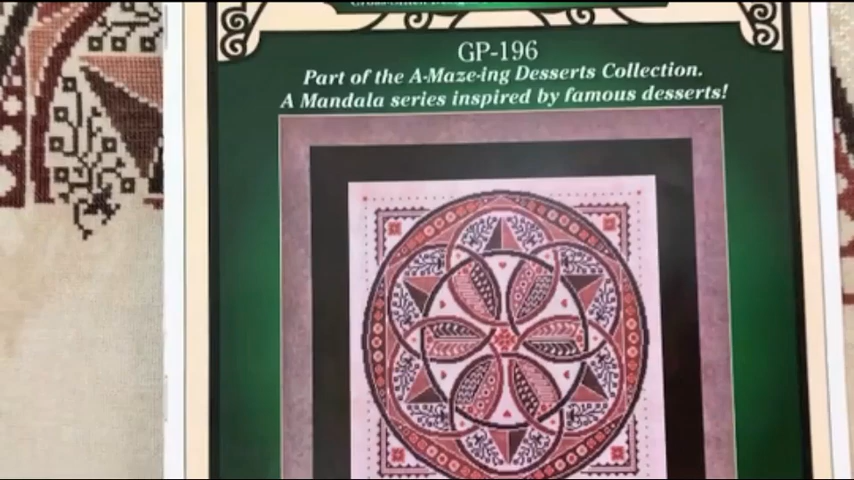 GP-196
Part of the A-Maze-ing Desserts Collection.
A Mandala series inspired by famous desserts!